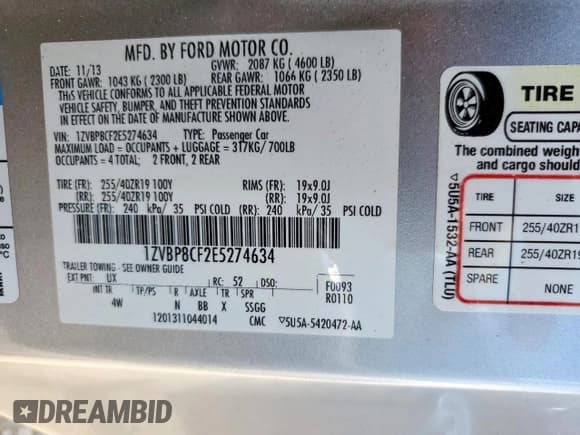 MFD. BY FORD MOTOR CO.
DATE: 11/13 GVWR: 2087 KG ( 4600 LB)
FRONT GAWR: 1043 KG ( 2300 LB) REAR GAWR: 1066 KG ( 2350 LB)
THIS VEHICLE CONFORMS TO ALL APPLICABLE FEDERAL MOTOR
VEHICLE SAFETY, BUMPER, AND THEFT PREVENTION STANDARDS
IN EFFECT ON THE DATE OF MANUFACTURE SHOWN ABOVE.
VIN: 1ZVBP8CF2E5274634 TYPE: Passenger Car
MAXIMUM LOAD = OCCUPANTS + LUGGAGE = 317KG/ 700LB
OCCUPANTS = 4 TOTAL; 2 FRONT, 2 REAR
TIRE (FR): 255/40ZR19 100Y RIMS (FR): 19x9.0J
(RR): 255/40ZR19 100Y (RR): 19x9.0J
PRESSURE (FR): 240 kPa/ 35 PSI COLD (RR): 240 kPa/ 35 PSI COLD
1ZVBP8CF2E5274634
TRAILER TOWING - SEE OWNER GUIDE
EXT PNT: UX RC: 52 DSO: F0093
INT TR TP/PS R AXLE TR SPR R0110
4W N BB X SSGG
1201311044014 CMC ▽5U5A-5420472-AA
▽5U5A-1532-AA (TLU)
TIRE
SEATING CAPA
The combined weigh
and cargo should
TIRE SIZE
FRONT 255/40ZR19
REAR 255/40ZR19
SPARE NONE
DREAMBID